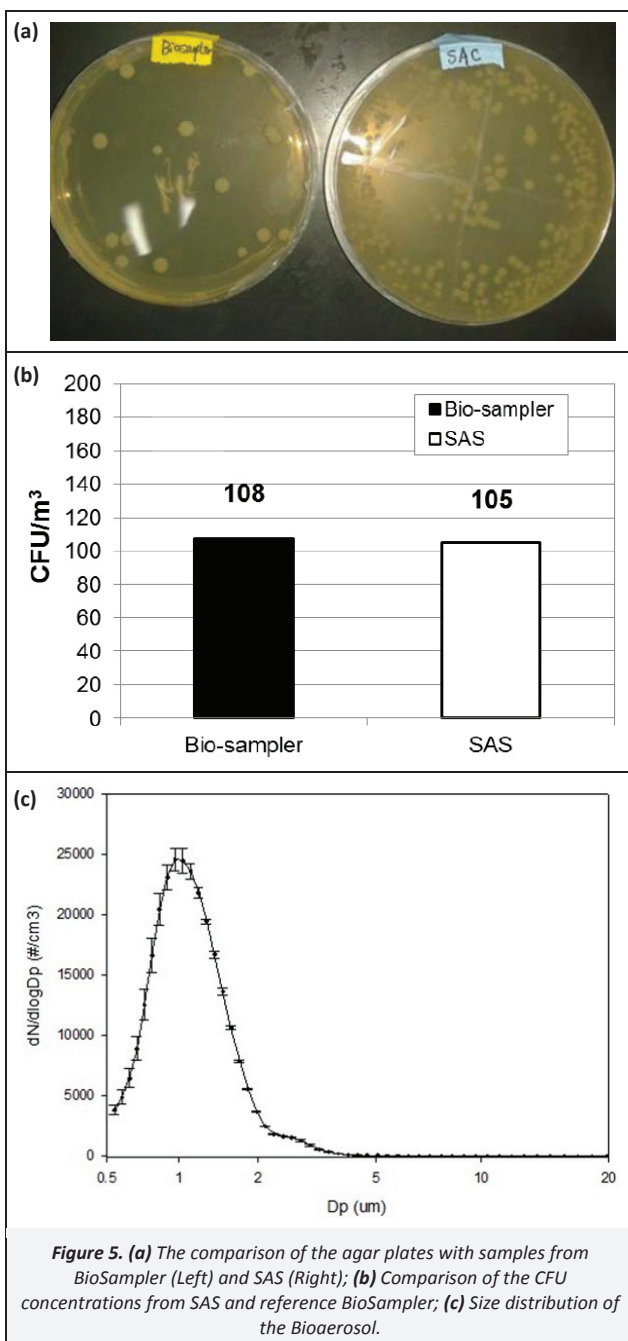 (a)
Biosampler
SAC
(b)
200
180
160
140
120
100
80
60
40
20
0
CFU/m³
Bio-sampler
SAS
108
105
Bio-sampler
SAS
(c)
30000
25000
20000
15000
10000
5000
0
dN/dlogDp (#/cm3)
0.5 1 2 5 10 20
Dp (um)
Figure 5. (a) The comparison of the agar plates with samples from
BioSampler (Left) and SAS (Right); (b) Comparison of the CFU
concentrations from SAS and reference BioSampler; (c) Size distribution of
the Bioaerosol.